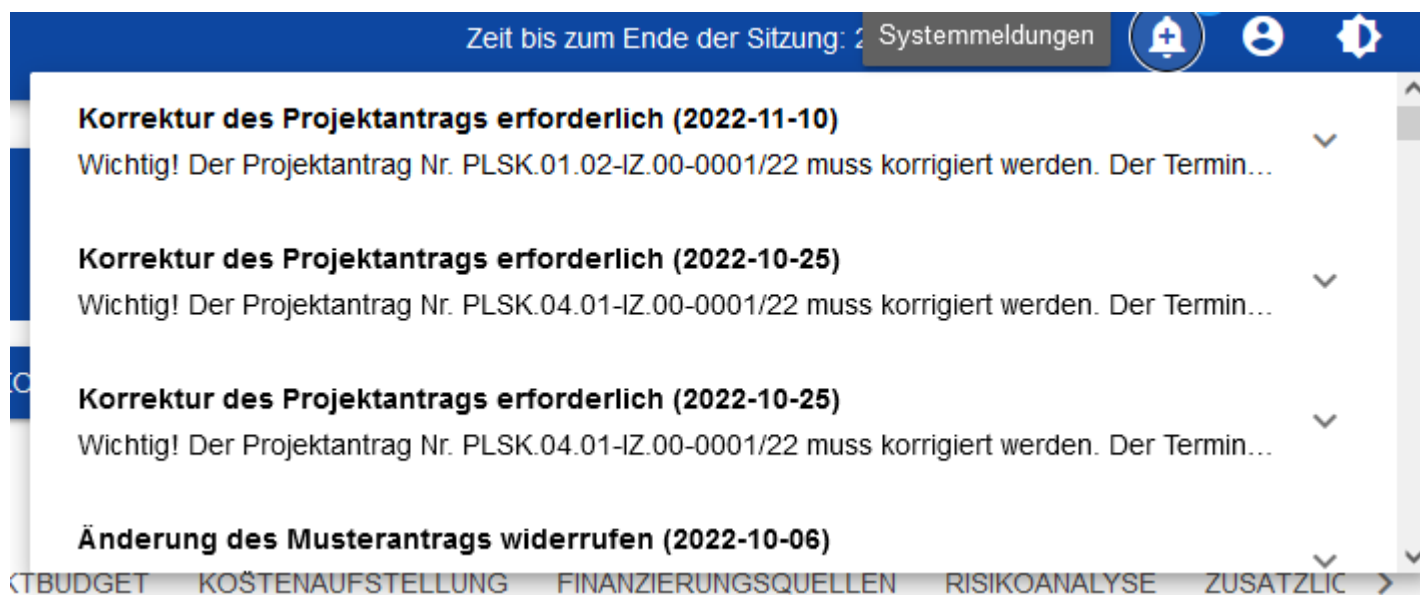 Zeit bis zum Ende der Sitzung: Systemmeldungen
Korrektur des Projektantrags erforderlich (2022-11-10)
Wichtig! Der Projektantrag Nr. PLSK.01.02-IZ.00-0001/22 muss korrigiert werden. Der Termin...
Korrektur des Projektantrags erforderlich (2022-10-25)
Wichtig! Der Projektantrag Nr. PLSK.04.01-IZ.00-0001/22 muss korrigiert werden. Der Termin...
Korrektur des Projektantrags erforderlich (2022-10-25)
Wichtig! Der Projektantrag Nr. PLSK.04.01-IZ.00-0001/22 muss korrigiert werden. Der Termin...
Änderung des Musterantrags widerrufen (2022-10-06)
KTBUDGET KOSTENAUFSTELLUNG FINANZIERUNGSQUELLEN RISIKOANALYSE ZUSÄTZLIC